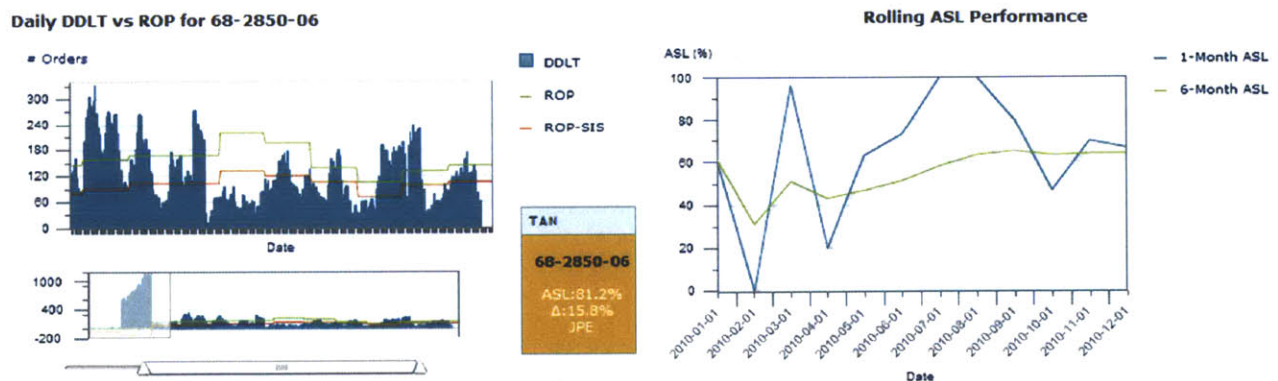 Daily DDLT vs ROP for 68-2850-06
# Orders
300
240
180
120
60
0
Date
DDLT
ROP
ROP-SIS
1000
400
-200
TAN
68-2850-06
ASL:81.2%
Δ:15.8%
JPE
Rolling ASL Performance
ASL (%)
100
80
60
40
20
0
2010-01-01
2010-02-01
2010-03-01
2010-04-01
2010-05-01
2010-06-01
2010-07-01
2010-08-01
2010-09-01
2010-10-01
2010-11-01
2010-12-01
Date
1-Month ASL
6-Month ASL